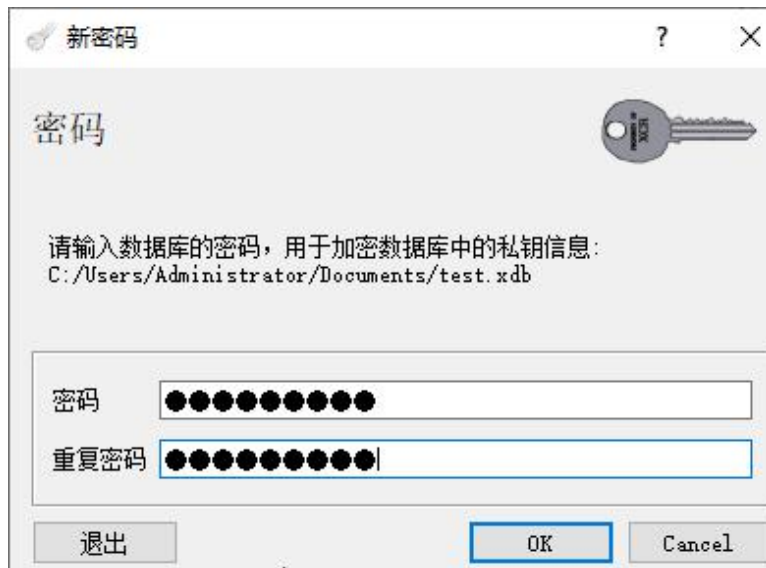 新密码
?
密码
请输入数据库的密码，用于加密数据库中的私钥信息:
C:/Users/Administrator/Documents/test.xdb
密码 ●●●●●●●●●
重复密码 ●●●●●●●●●
退出 OK Cancel